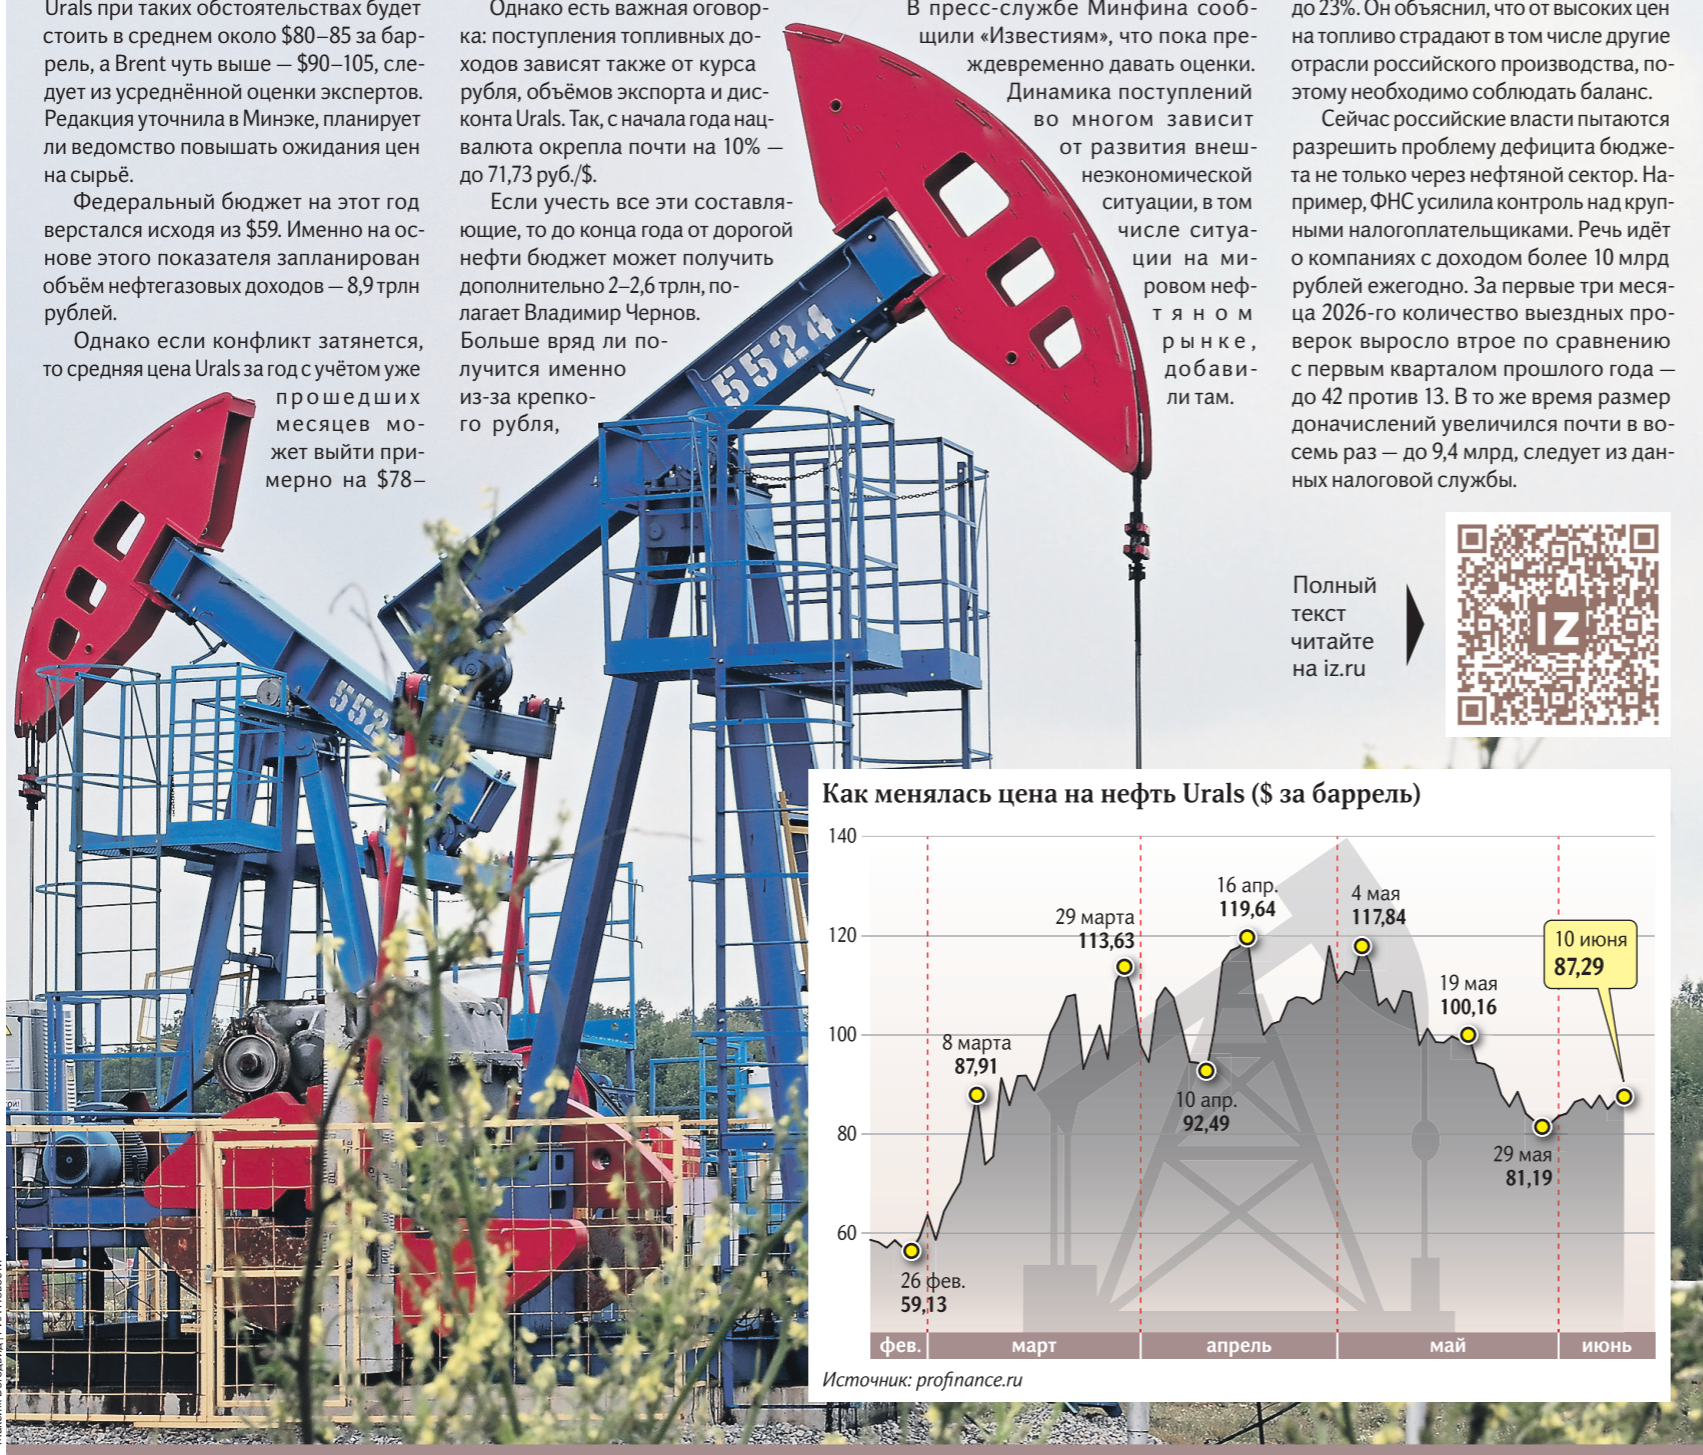 Urals при таких обстоятельствах будет
стоить в среднем около $80–85 за бар-
рель, а Brent чуть выше — $90–105, сле-
дует из усреднённой оценки экспертов.
Редакция уточнила в Минэке, планирует
ли ведомство повышать ожидания цен
на сырьё.
Федеральный бюджет на этот год
верстался исходя из $59. Именно на ос-
нове этого показателя запланирован
объём нефтегазовых доходов — 8,9 трлн
рублей.
Однако если конфликт затянется,
то средняя цена Urals за год с учётом уже
прошедших
месяцев мо-
жет выйти при-
мерно на $78–
Однако есть важная оговор-
ка: поступления топливных до-
ходов зависят также от курса
рубля, объёмов экспорта и дис-
конта Urals. Так, с начала года нац-
валюта окрепла почти на 10% —
до 71,73 руб./$.
Если учесть все эти составля-
ющие, то до конца года от дорогой
нефти бюджет может получить
дополнительно 2–2,6 трлн, по-
лагает Владимир Чернов.
Больше вряд ли по-
лучится именно
из-за крепко-
го рубля,
В пресс-службе Минфина сооб-
щили «Известиям», что пока пре-
ждевременно давать оценки.
Динамика поступлений
во многом зависит
от развития внеш-
неэкономической
ситуации, в том
числе ситуа-
ции на ми-
ровом неф-
тяном
рынке,
добави-
ли там.
до 23%. Он объяснил, что от высоких цен
на топливо страдают в том числе другие
отрасли российского производства, по-
этому необходимо соблюдать баланс.
Сейчас российские власти пытаются
разрешить проблему дефицита бюдже-
та не только через нефтяной сектор. На-
пример, ФНС усилила контроль над круп-
ными налогоплательщиками. Речь идёт
о компаниях с доходом более 10 млрд
рублей ежегодно. За первые три меся-
ца 2026-го количество выездных про-
верок выросло втрое по сравнению
с первым кварталом прошлого года —
до 42 против 13. В то же время размер
доначислений увеличился почти в во-
семь раз — до 9,4 млрд, следует из дан-
ных налоговой службы.
Полный
текст
читайте
на iz.ru
iz
5524
552
Как менялась цена на нефть Urals ($ за баррель)
140
120
100
80
60
26 фев.
59,13
8 марта
87,91
29 марта
113,63
10 апр.
92,49
16 апр.
119,64
4 мая
117,84
19 мая
100,16
29 мая
81,19
10 июня
87,29
фев.
март
апрель
май
июнь
Источник: profinance.ru